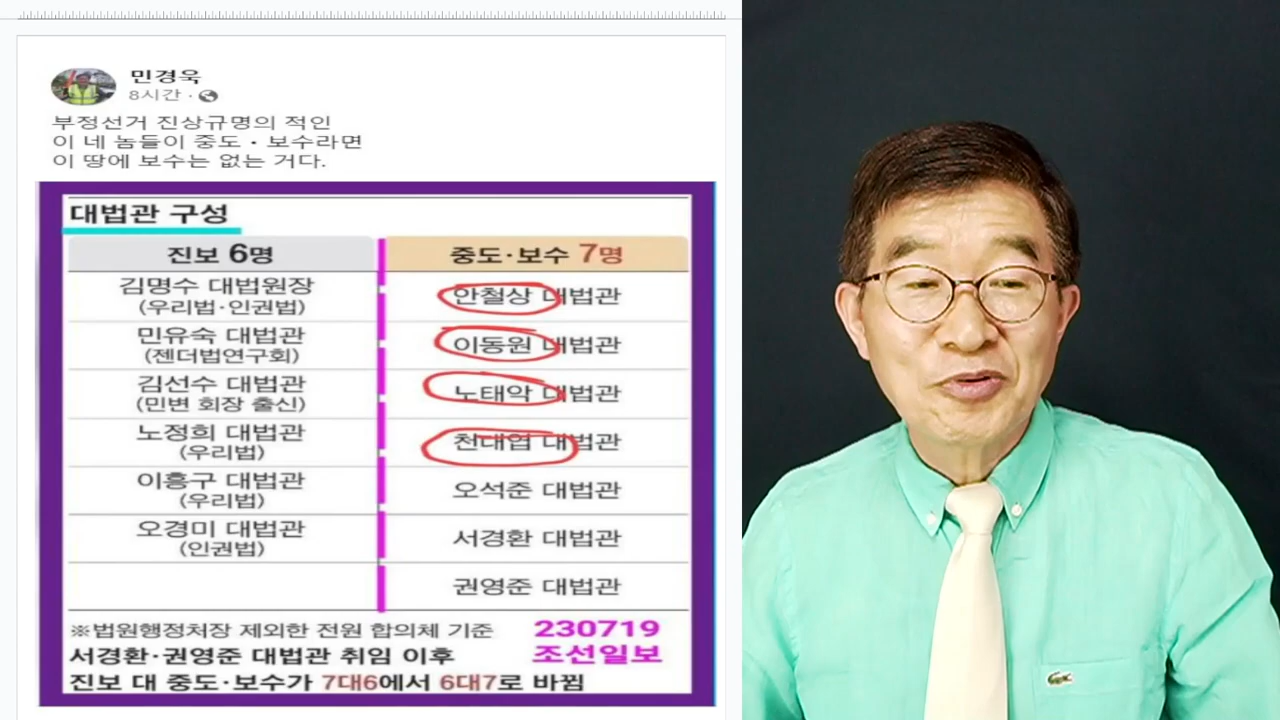 민경욱
8시간 ·
부정선거 진상규명의 적인
이 네 놈들이 중도·보수라면
이 땅에 보수는 없는 거다.
대법관 구성
진보 6명
중도·보수 7명
김명수 대법원장
(우리법·인권법)
안철상 대법관
민유숙 대법관
(젠더법연구회)
이동원 대법관
김선수 대법관
(민변 회장 출신)
노태악 대법관
노정희 대법관
(우리법)
천대엽 대법관
이흥구 대법관
(우리법)
오석준 대법관
오경미 대법관
(인권법)
서경환 대법관
권영준 대법관
※법원행정처장 제외한 전원 합의체 기준
230719
서경환·권영준 대법관 취임 이후
조선일보
진보 대 중도·보수가 7대6에서 6대7로 바뀜